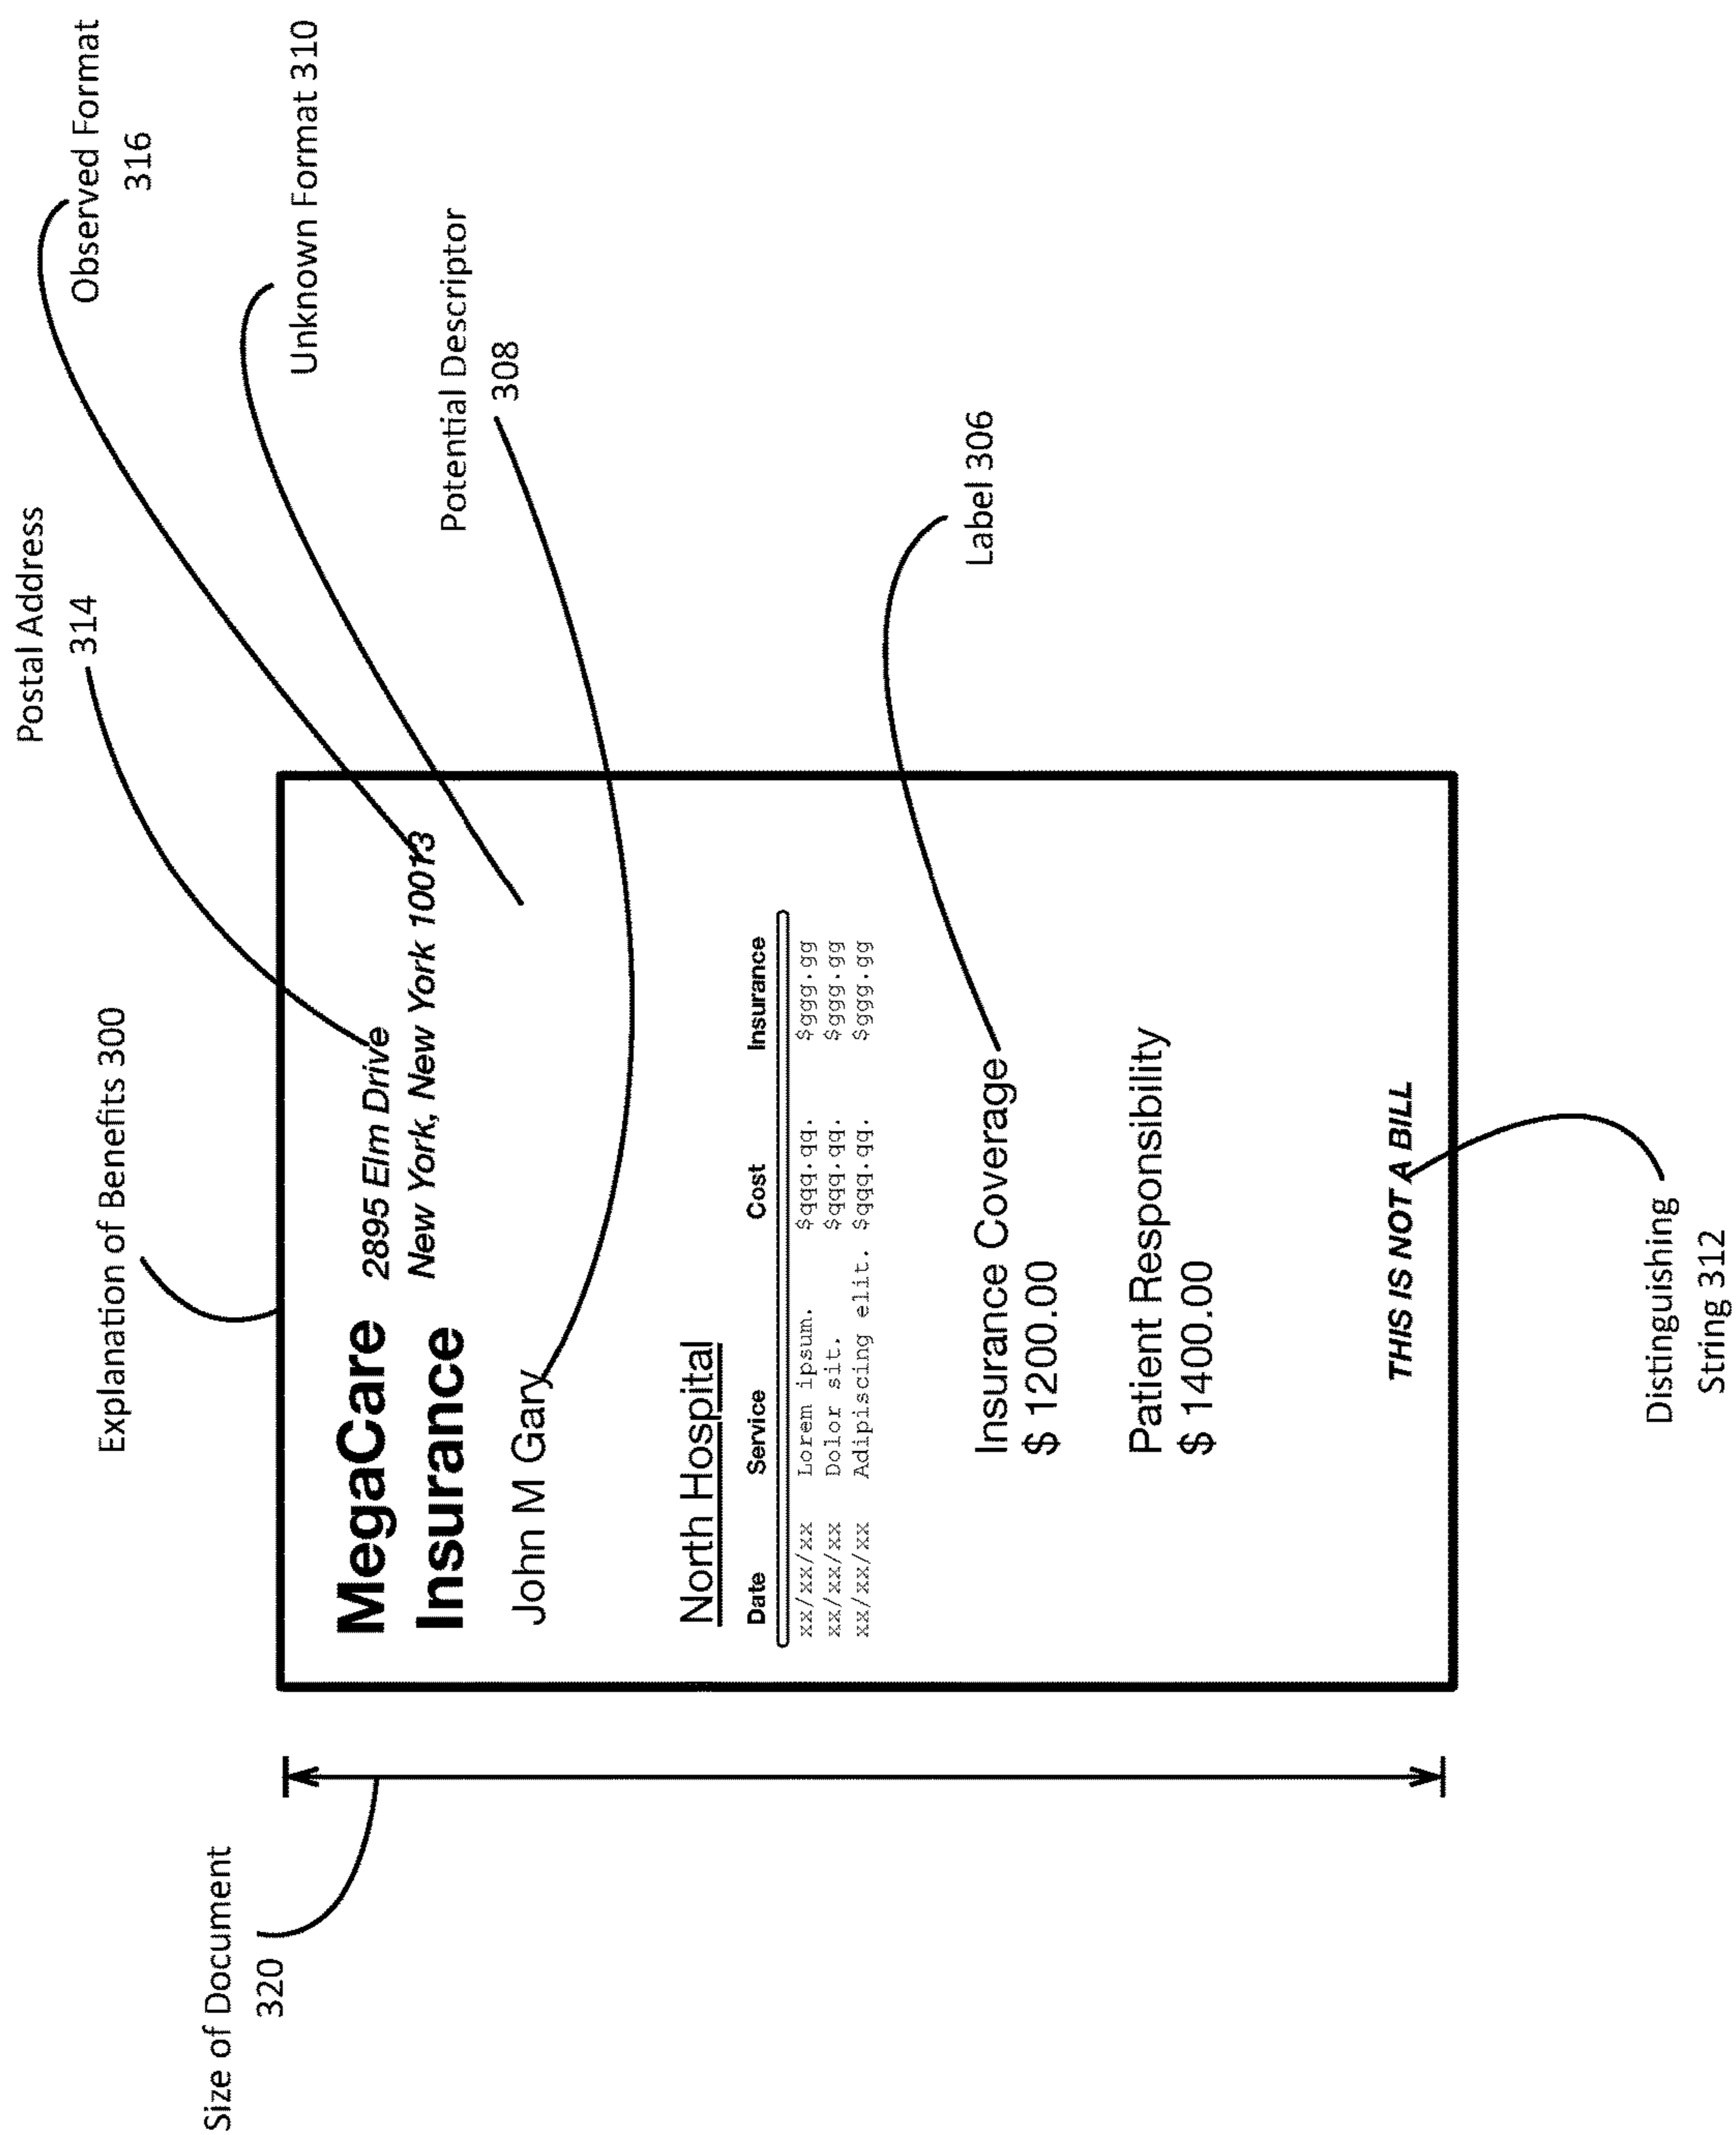 Explanation of Benefits 300
Postal Address
314
Observed Format
316
Unknown Format 310
Potential Descriptor
308
Size of Document
320
MegaCare
Insurance
2895 Elm Drive
New York, New York 10013
John M Gary
North Hospital
Date Service Cost Insurance
xx/xx/xx Lorem ipsum. $qqq.qq. $ggg.gg
xx/xx/xx Dolor sit. $qqq.qq. $ggg.gg
xx/xx/xx Adipiscing elit. $qqq.qq. $ggg.gg
Label 306
Insurance Coverage
$ 1200.00
Patient Responsibility
$ 1400.00
THIS IS NOT A BILL
Distinguishing
String 312